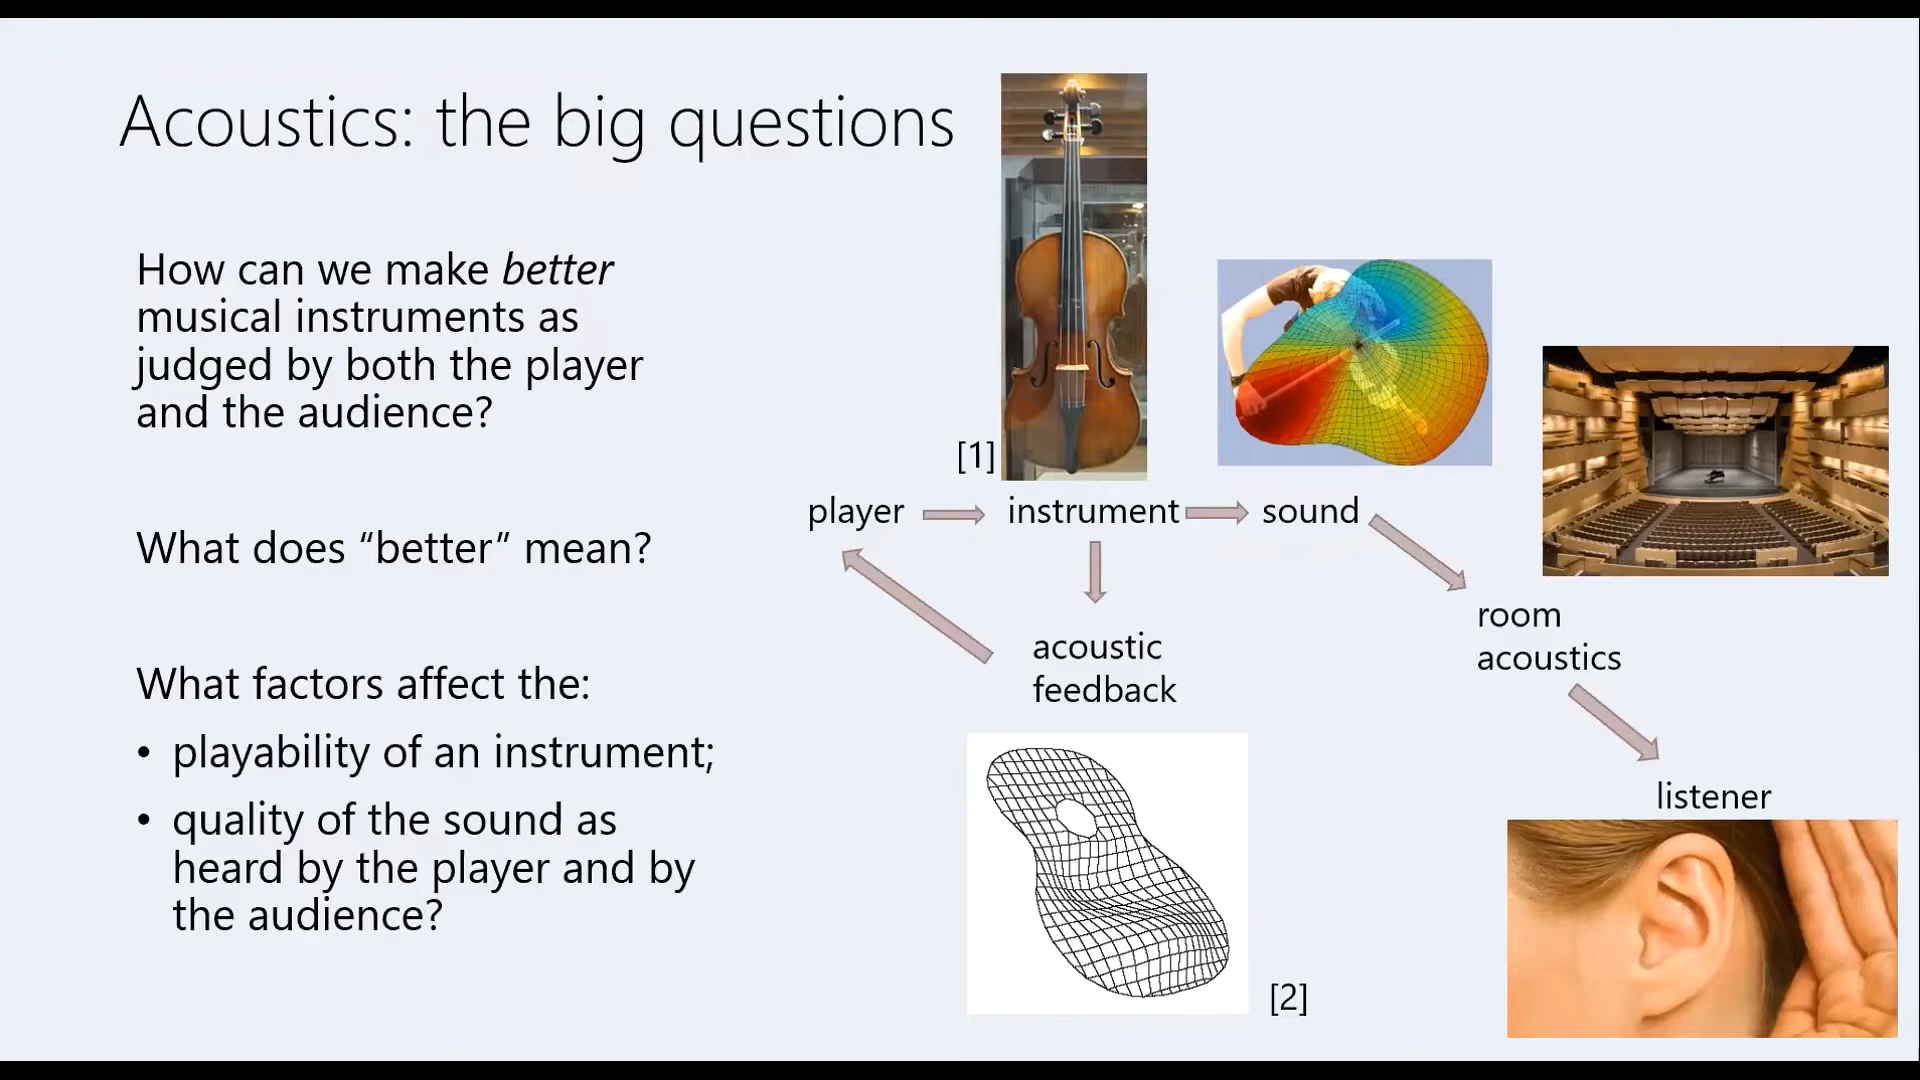 Acoustics: the big questions
How can we make better
musical instruments as
judged by both the player
and the audience?
What does “better” mean?
What factors affect the:
• playability of an instrument;
• quality of the sound as
heard by the player and by
the audience?
[1]
player
instrument
sound
acoustic
feedback
room
acoustics
listener
[2]